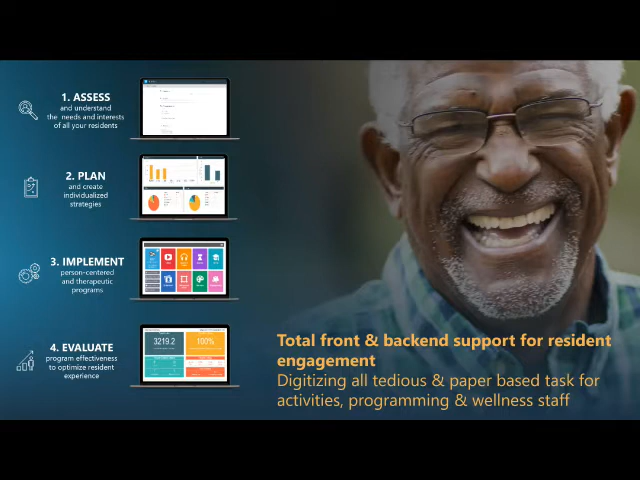 1. ASSESS
and understand
the needs and interests
of all your residents
2. PLAN
and create
individualized
strategies
3. IMPLEMENT
person-centered
and therapeutic
programs
4. EVALUATE
program effectiveness
to optimize resident
experience
3219.2
100%
Total front & backend support for resident
engagement
Digitizing all tedious & paper based task for
activities, programming & wellness staff